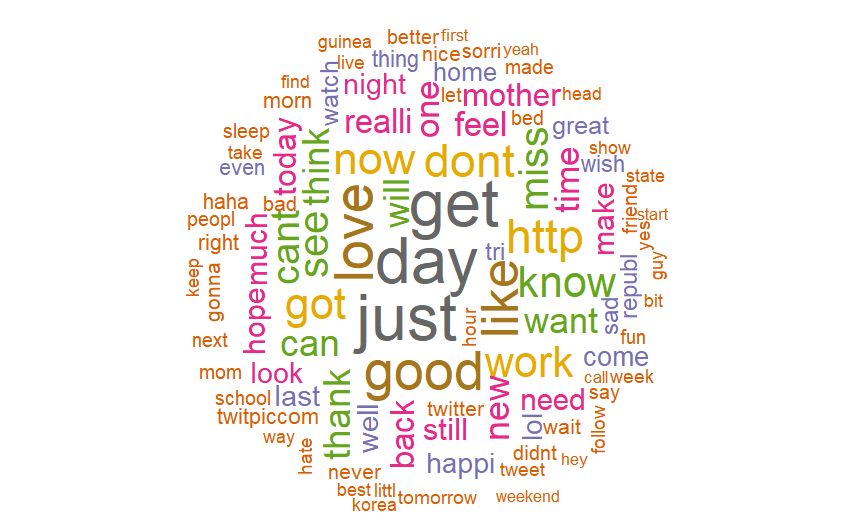 guinea
better
first
live
thing
nice
sorri
yeah
find
watch
night
home
made
morn
one
let
mother
head
sleep
today
think
realli
feel
bed
great
take
even
now
dont
miss
time
show
wish
state
haha
bad
cant
see
love
will
get
make
friend
start
peopl
right
much
day
tri
http
yes
guy
keep
gonna
hope
got
just
like
know
sad
republ
bit
next
can
hour
want
fun
mom
look
good
work
come
call
week
school
last
thank
well
back
twitter
new
need
say
twitpiccom
still
lol
wait
follow
way
hate
never
happi
didnt
tweet
hey
best
littl
korea
tomorrow
weekend